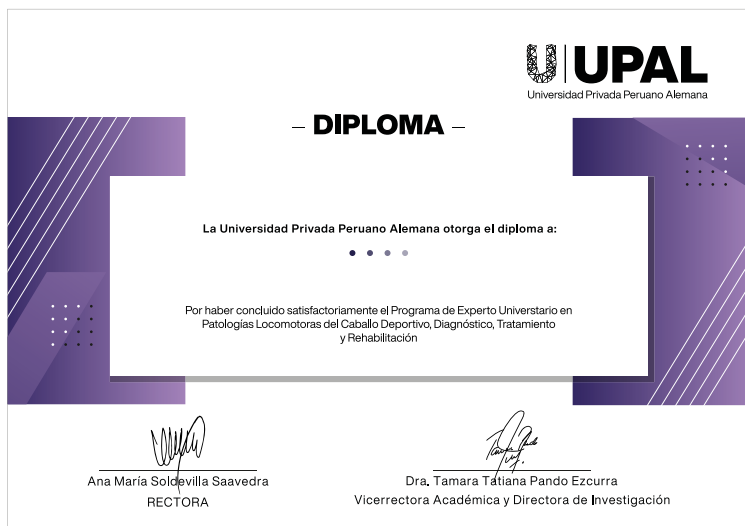 UPAL
Universidad Privada Peruano Alemana
– DIPLOMA –
La Universidad Privada Peruano Alemana otorga el diploma a:
Por haber concluido satisfactoriamente el Programa de Experto Universtario en
Patologías Locomotoras del Caballo Deportivo, Diagnóstico, Tratamiento
y Rehabilitación
Ana María Soldevilla Saavedra
RECTORA
Dra. Tamara Tatiana Pando Ezcurra
Vicerrectora Académica y Directora de Investigación